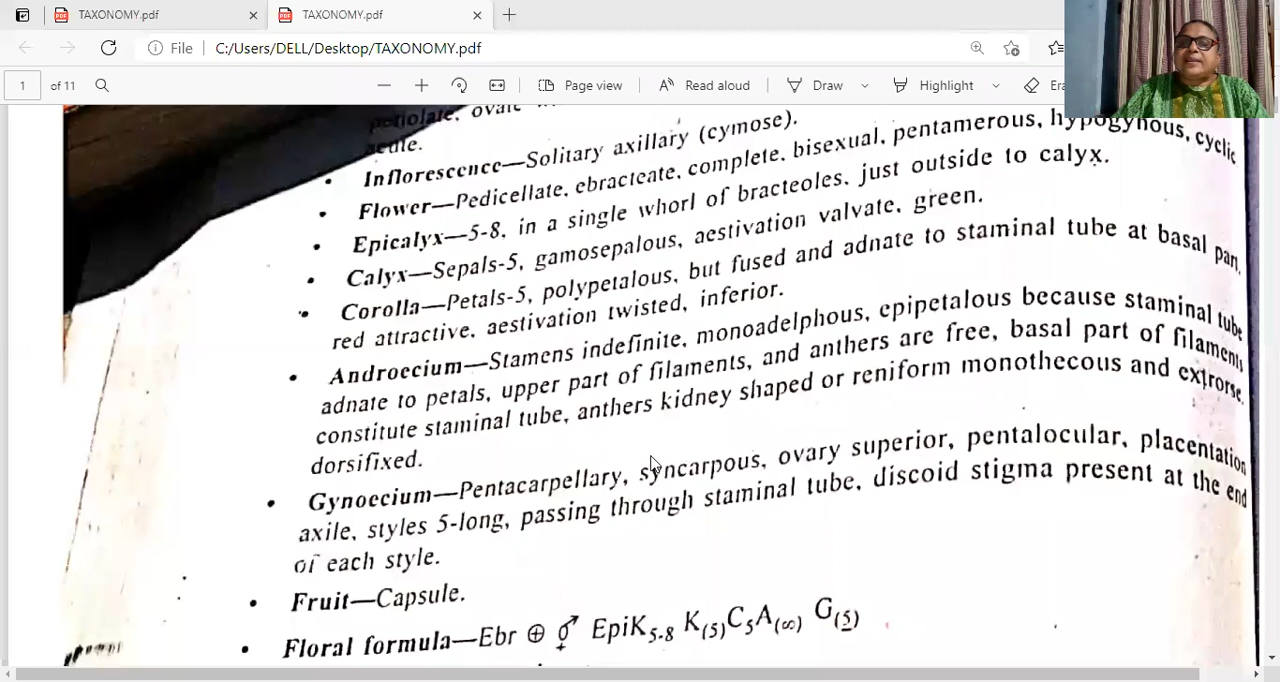 TAXONOMY.pdf
TAXONOMY.pdf
File
C:/Users/DELL/Desktop/TAXONOMY.pdf
1 of 11
Page view
Read aloud
Draw
Highlight
petiolate, ovate
acute.
• Inflorescence—Solitary axillary (cymose).
• Flower—Pedicellate, ebracteate, complete, bisexual, pentamerous, hypogynous, cyclic
• Epicalyx—5-8, in a single whorl of bracteoles, just outside to calyx.
• Calyx—Sepals-5, gamosepalous, aestivation valvate, green.
• Corolla—Petals-5, polypetalous, but fused and adnate to staminal tube at basal part,
red attractive, aestivation twisted, inferior.
• Androecium—Stamens indefinite, monoadelphous, epipetalous because staminal tube
adnate to petals, upper part of filaments, and anthers are free, basal part of filaments
constitute staminal tube, anthers kidney shaped or reniform monothecous and extrorse.
dorsifixed.
• Gynoecium—Pentacarpellary, syncarpous, ovary superior, pentalocular, placentation
axile, styles 5-long, passing through staminal tube, discoid stigma present at the end
of each style.
• Fruit—Capsule.
• Floral formula—Ebr ⊕ ⚥ EpiK₅₋₈ K₍₅₎C₅A₍∞₎ G₍₅̲₎